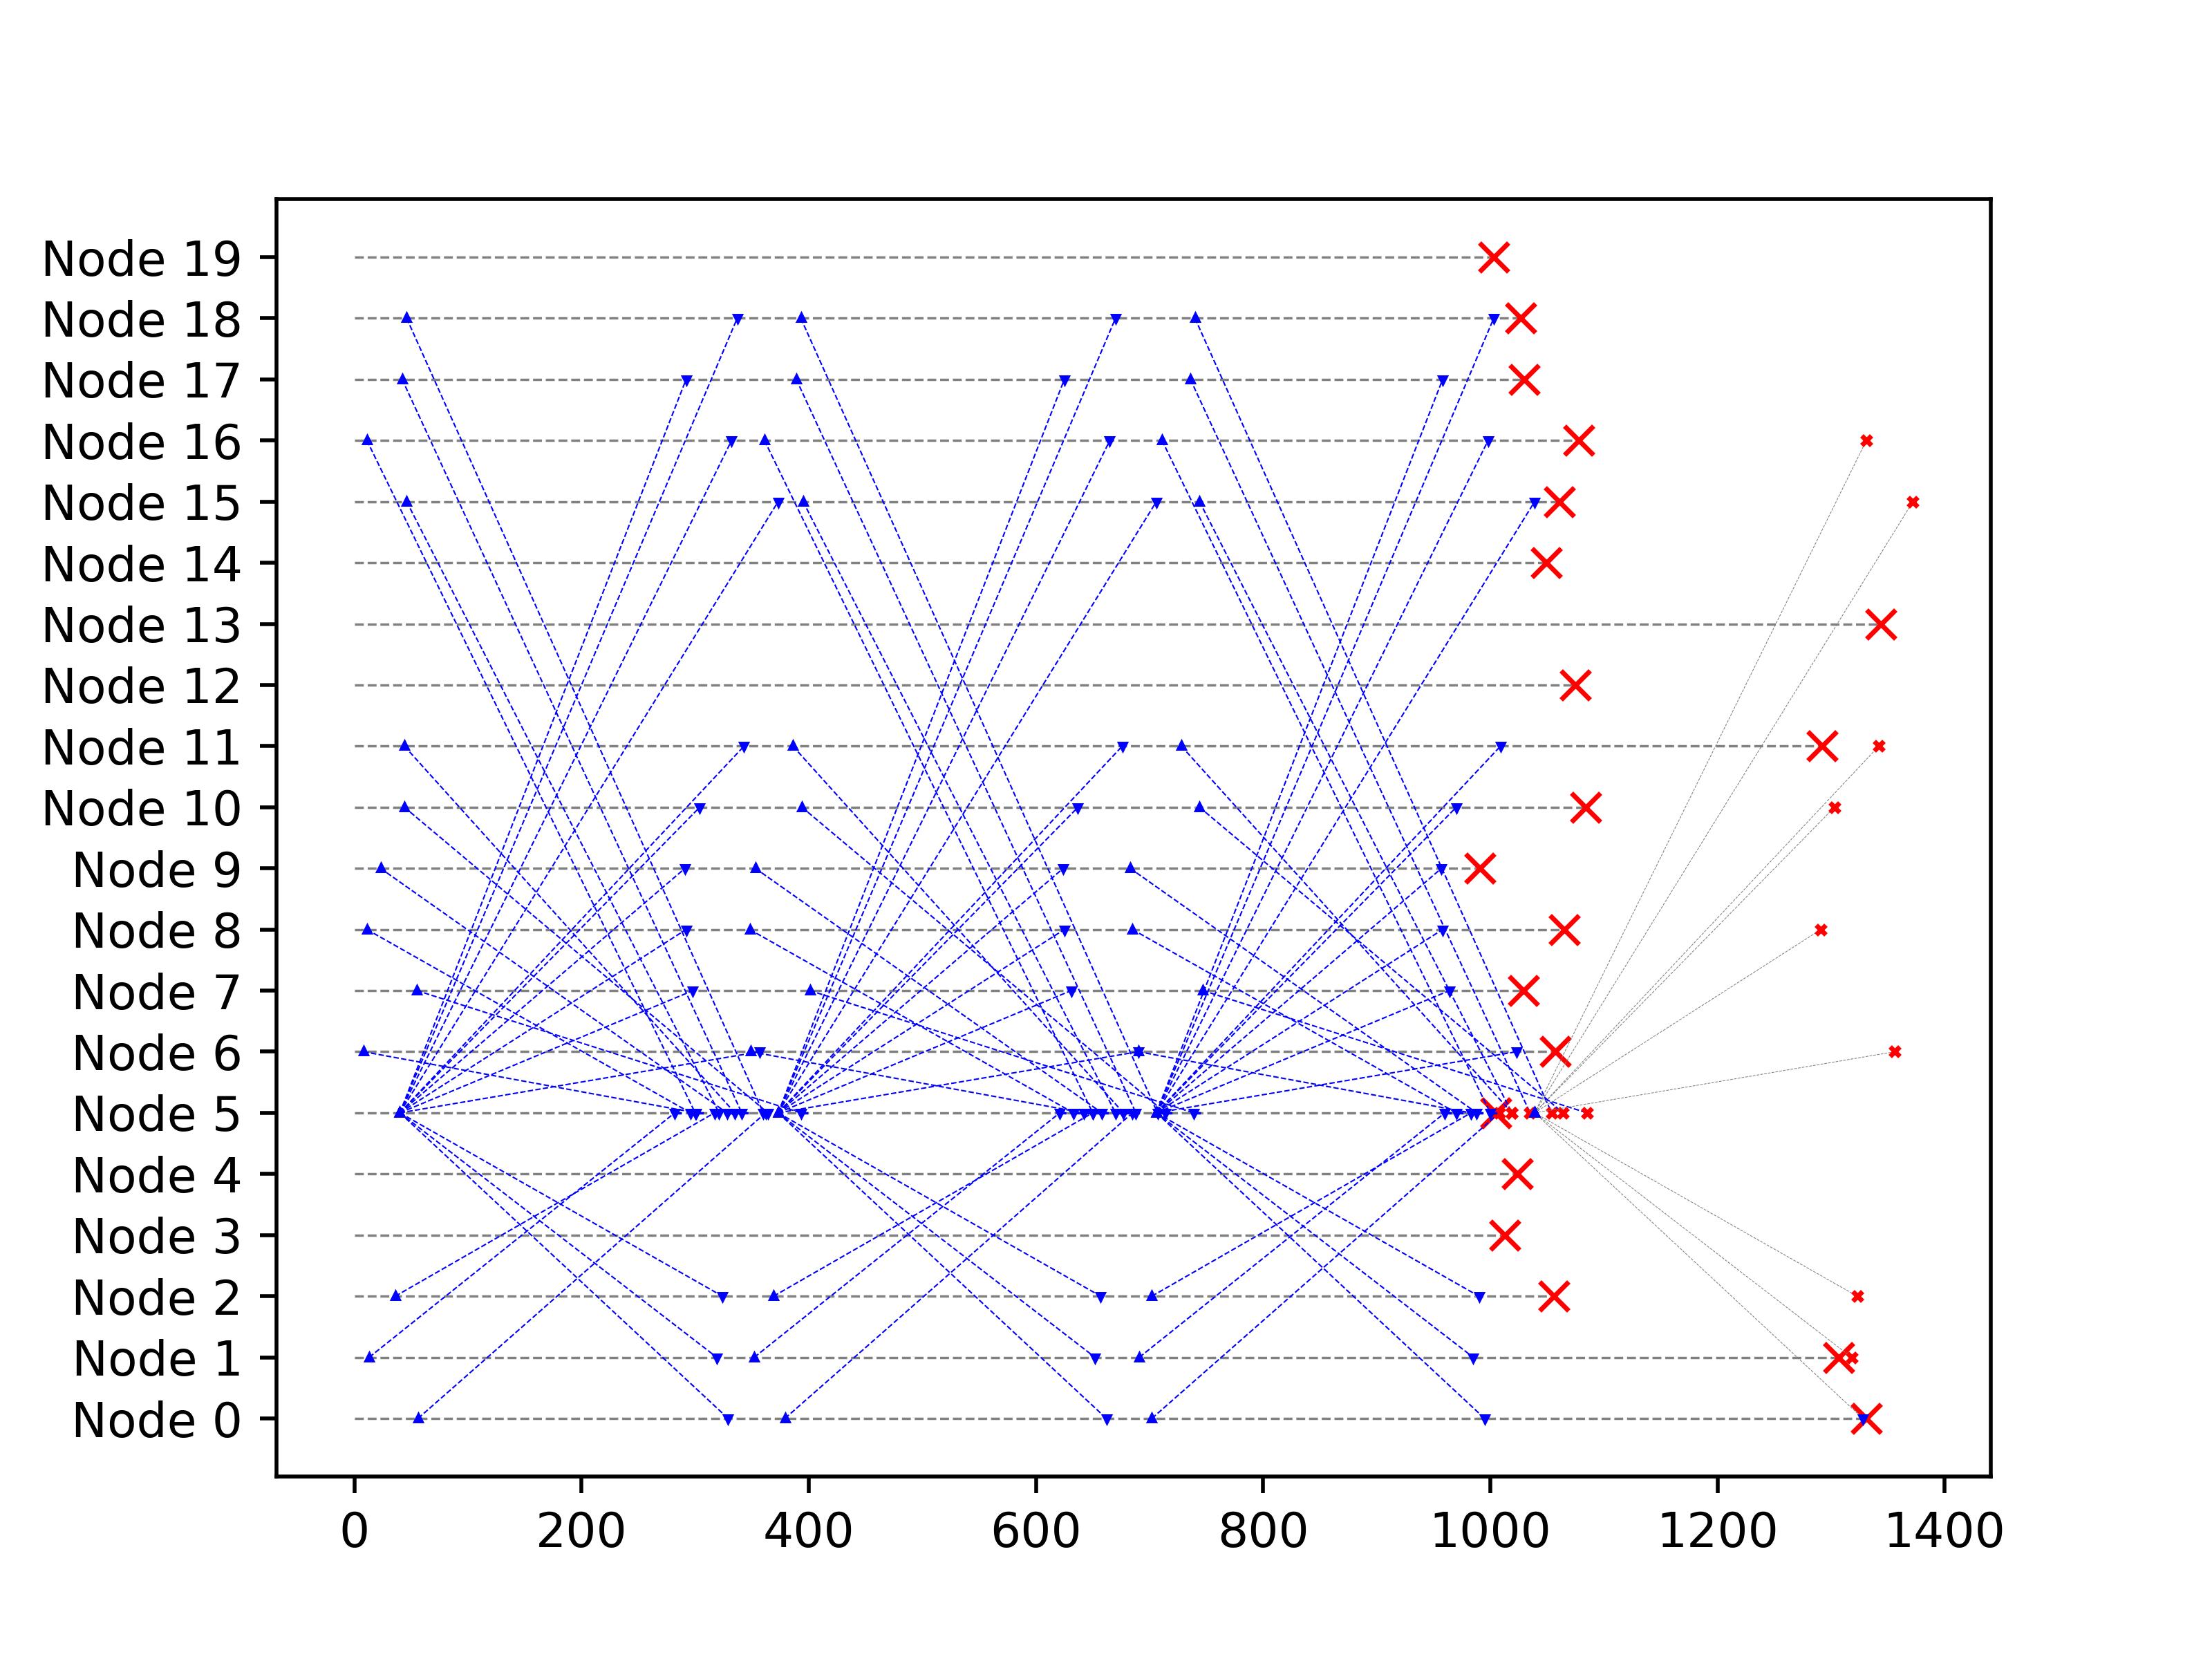 Node 19
Node 18
Node 17
Node 16
Node 15
Node 14
Node 13
Node 12
Node 11
Node 10
Node 9
Node 8
Node 7
Node 6
Node 5
Node 4
Node 3
Node 2
Node 1
Node 0
0 200 400 600 800 1000 1200 1400